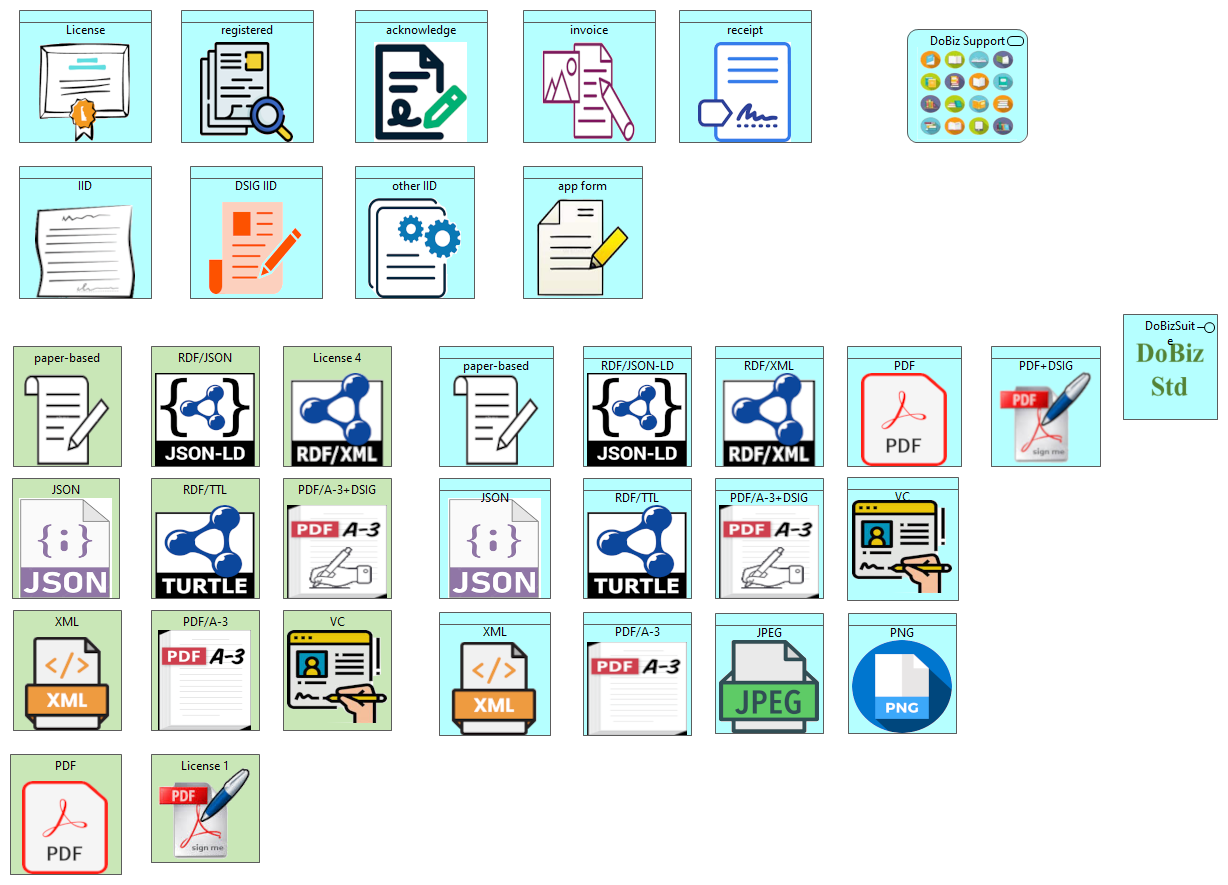 License
registered
acknowledge
invoice
receipt
DoBiz Support
IID
DSIG IID
other IID
app form
DoBizSuit
e
DoBiz
Std
paper-based
RDF/JSON
JSON-LD
License 4
RDF/XML
paper-based
RDF/JSON-LD
JSON-LD
RDF/XML
RDF/XML
PDF
PDF
PDF+DSIG
PDF
sign me
JSON
{:}
JSON
RDF/TTL
TURTLE
PDF/A-3+DSIG
PDF A-3
JSON
{:}
JSON
RDF/TTL
TURTLE
PDF/A-3+DSIG
PDF A-3
VC
XML
</>
XML
PDF/A-3
PDF A-3
VC
XML
</>
XML
PDF/A-3
PDF A-3
JPEG
JPEG
PNG
PNG
PDF
PDF
License 1
PDF
sign me